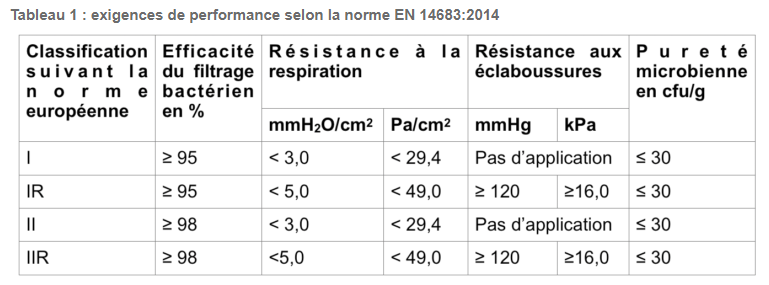 Tableau 1 : exigences de performance selon la norme EN 14683:2014
Classification suivant la norme européenne | Efficacité du filtrage bactérien en % | Résistance à la respiration | Résistance aux éclaboussures | Pureté microbienne en cfu/g
mmH₂O/cm² | Pa/cm² | mmHg | kPa
I | ≥ 95 | < 3,0 | < 29,4 | Pas d’application | ≤ 30
IR | ≥ 95 | < 5,0 | < 49,0 | ≥ 120 | ≥16,0 | ≤ 30
II | ≥ 98 | < 3,0 | < 29,4 | Pas d’application | ≤ 30
IIR | ≥ 98 | <5,0 | < 49,0 | ≥ 120 | ≥16,0 | ≤ 30